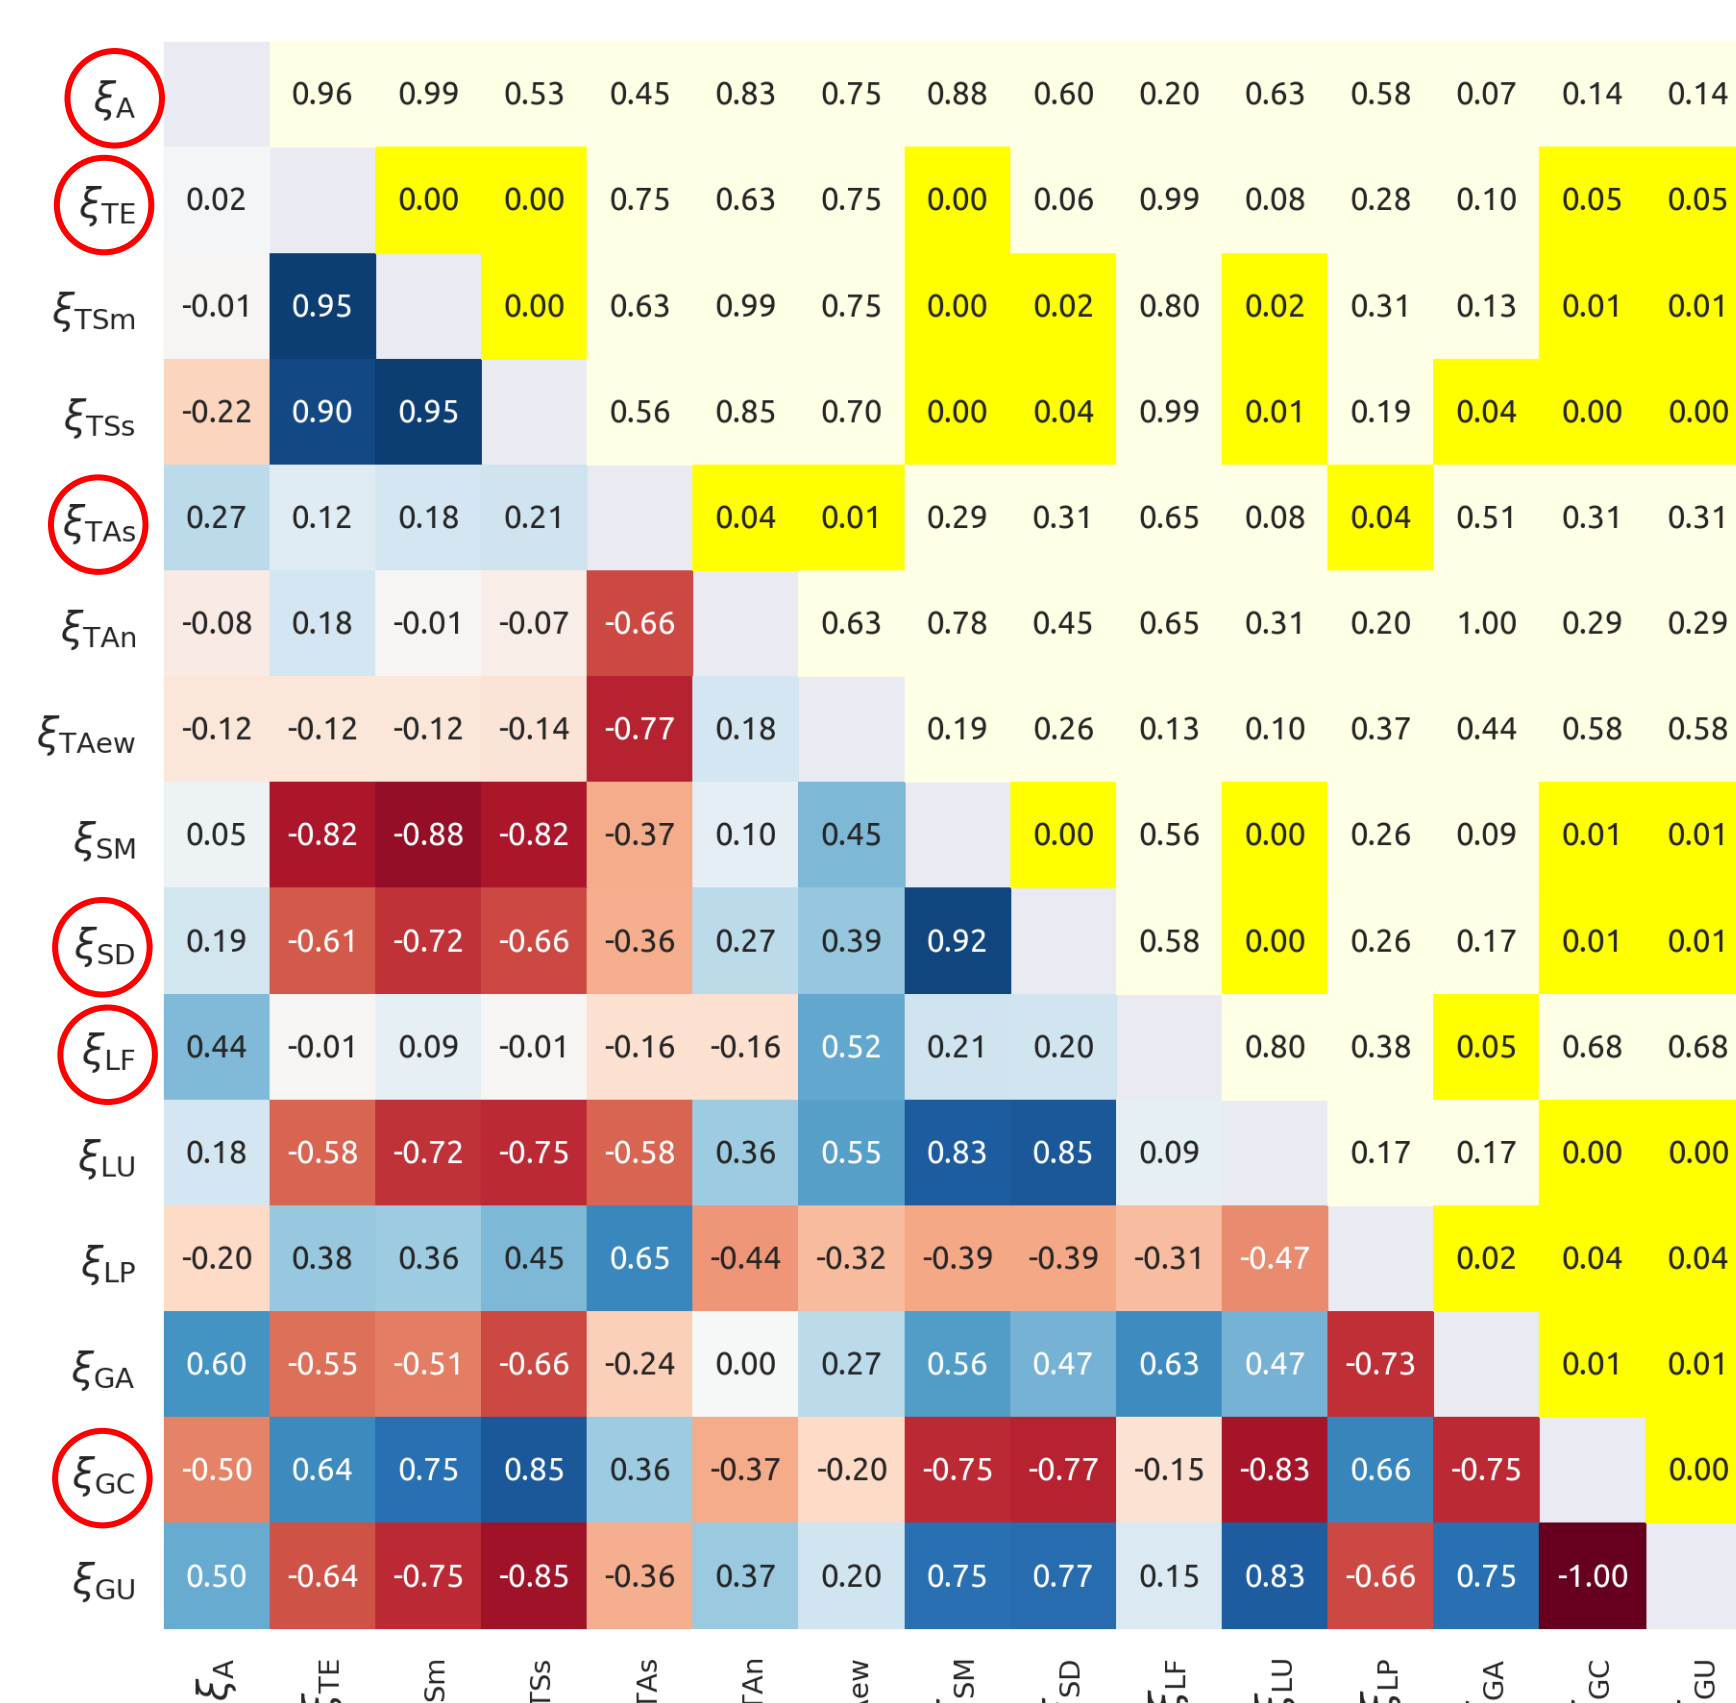 ξA 0.96 0.99 0.53 0.45 0.83 0.75 0.88 0.60 0.20 0.63 0.58 0.07 0.14 0.14
ξTE 0.02 0.00 0.00 0.75 0.63 0.75 0.00 0.06 0.99 0.08 0.28 0.10 0.05 0.05
ξTSm -0.01 0.95 0.00 0.63 0.99 0.75 0.00 0.02 0.80 0.02 0.31 0.13 0.01 0.01
ξTSs -0.22 0.90 0.95 0.56 0.85 0.70 0.00 0.04 0.99 0.01 0.19 0.04 0.00 0.00
ξTAs 0.27 0.12 0.18 0.21 0.04 0.01 0.29 0.31 0.65 0.08 0.04 0.51 0.31 0.31
ξTAn -0.08 0.18 -0.01 -0.07 -0.66 0.63 0.78 0.45 0.65 0.31 0.20 1.00 0.29 0.29
ξTAew -0.12 -0.12 -0.12 -0.14 -0.77 0.18 0.19 0.26 0.13 0.10 0.37 0.44 0.58 0.58
ξSM 0.05 -0.82 -0.88 -0.82 -0.37 0.10 0.45 0.00 0.56 0.00 0.26 0.09 0.01 0.01
ξSD 0.19 -0.61 -0.72 -0.66 -0.36 0.27 0.39 0.92 0.58 0.00 0.26 0.17 0.01 0.01
ξLF 0.44 -0.01 0.09 -0.01 -0.16 -0.16 0.52 0.21 0.20 0.80 0.38 0.05 0.68 0.68
ξLU 0.18 -0.58 -0.72 -0.75 -0.58 0.36 0.55 0.83 0.85 0.09 0.17 0.17 0.00 0.00
ξLP -0.20 0.38 0.36 0.45 0.65 -0.44 -0.32 -0.39 -0.39 -0.31 -0.47 0.02 0.04 0.04
ξGA 0.60 -0.55 -0.51 -0.66 -0.24 0.00 0.27 0.56 0.47 0.63 0.47 -0.73 0.01 0.01
ξGC -0.50 0.64 0.75 0.85 0.36 -0.37 -0.20 -0.75 -0.77 -0.15 -0.83 0.66 -0.75 0.00
ξGU 0.50 -0.64 -0.75 -0.85 -0.36 0.37 0.20 0.75 0.77 0.15 0.83 -0.66 0.75 -1.00
ξA ξTE Sm TSs TAs TAn ew SM SD ξLF ξLU ξLP GA GC GU